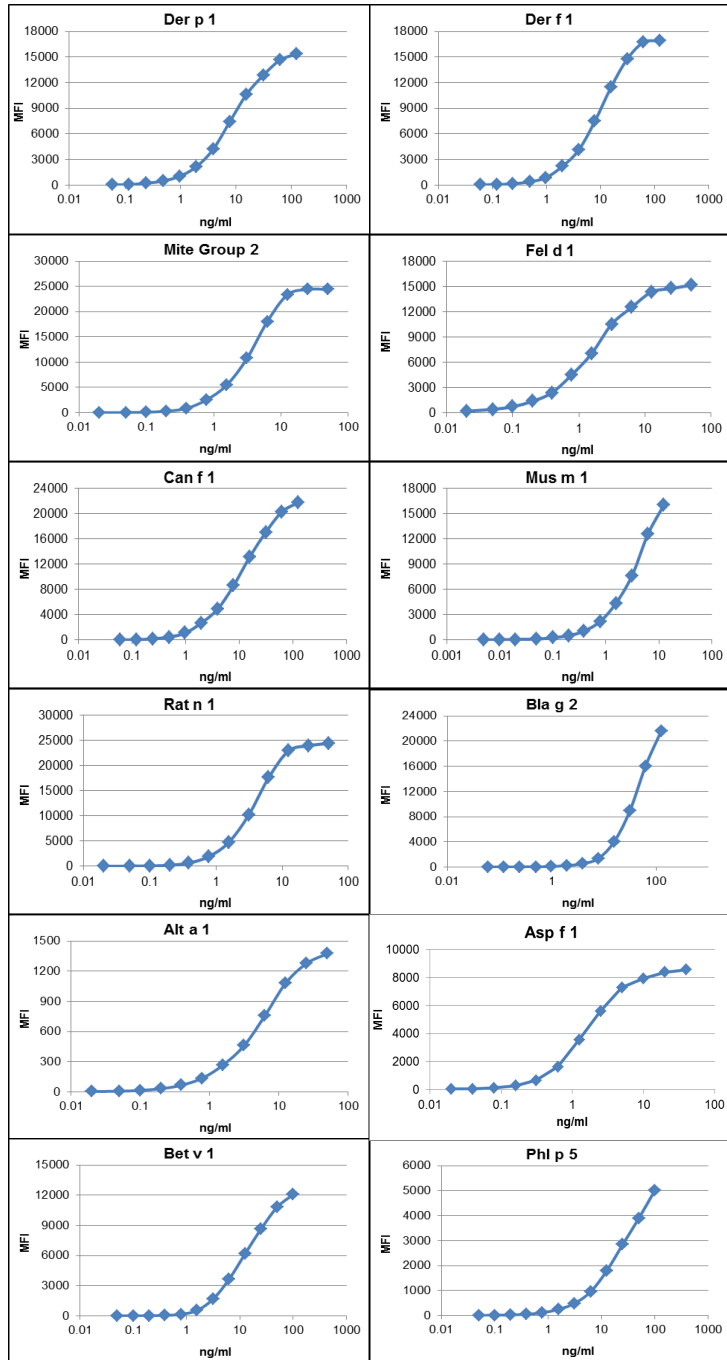 Der p 1
18000
15000
12000
9000
6000
3000
0
MFI
0.01 0.1 1 10 100 1000
ng/ml
Der f 1
18000
15000
12000
9000
6000
3000
0
MFI
0.01 0.1 1 10 100 1000
ng/ml
Mite Group 2
30000
25000
20000
15000
10000
5000
0
MFI
0.01 0.1 1 10 100
ng/ml
Fel d 1
18000
15000
12000
9000
6000
3000
0
MFI
0.01 0.1 1 10 100
ng/ml
Can f 1
24000
20000
16000
12000
8000
4000
0
MFI
0.01 0.1 1 10 100 1000
ng/ml
Mus m 1
18000
15000
12000
9000
6000
3000
0
MFI
0.001 0.01 0.1 1 10 100
ng/ml
Rat n 1
30000
25000
20000
15000
10000
5000
0
MFI
0.01 0.1 1 10 100
ng/ml
Bla g 2
24000
20000
16000
12000
8000
4000
0
MFI
0.01 1 100
ng/ml
Alt a 1
1500
1200
900
600
300
0
MFI
0.01 0.1 1 10 100
ng/ml
Asp f 1
10000
8000
6000
4000
2000
0
MFI
0.01 0.1 1 10 100
ng/ml
Bet v 1
15000
12000
9000
6000
3000
0
MFI
0.01 0.1 1 10 100 1000
ng/ml
Phl p 5
6000
5000
4000
3000
2000
1000
0
MFI
0.01 0.1 1 10 100 1000
ng/ml